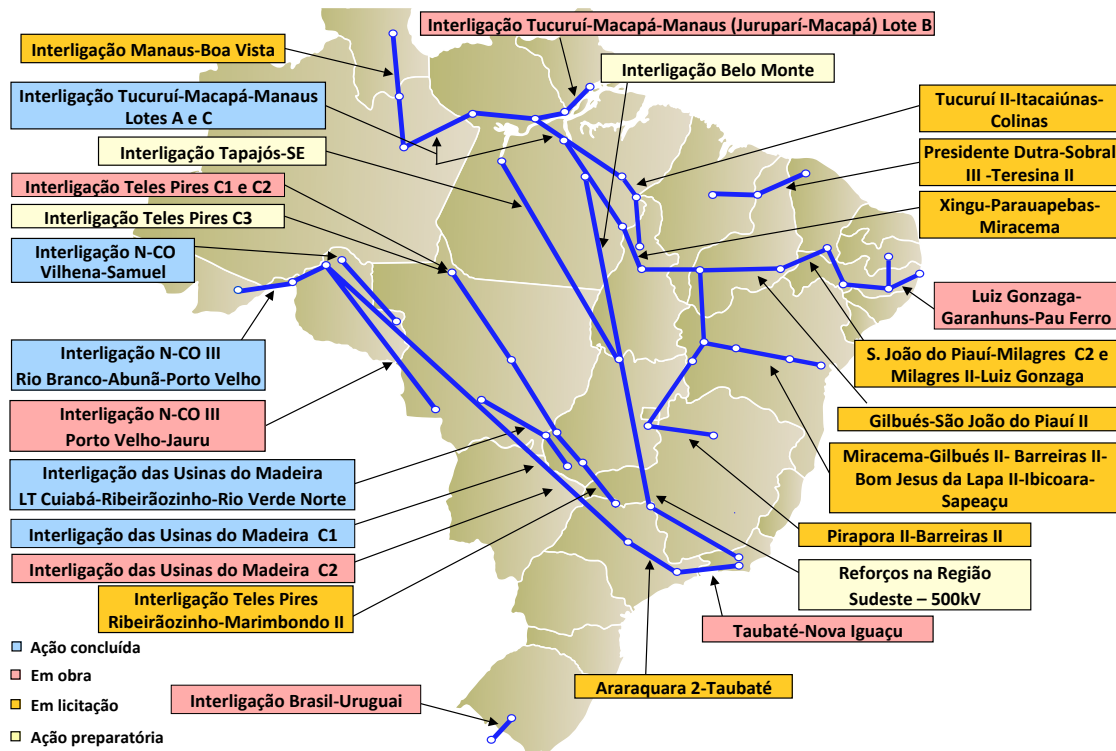 Interligação Tucuruí-Macapá-Manaus (Juruparí-Macapá) Lote B
Interligação Manaus-Boa Vista
Interligação Belo Monte
Interligação Tucuruí-Macapá-Manaus
Lotes A e C
Tucuruí II-Itacaiúnas-
Colinas
Interligação Tapajós-SE
Presidente Dutra-Sobral
III -Teresina II
Interligação Teles Pires C1 e C2
Xingu-Parauapebas-
Miracema
Interligação Teles Pires C3
Interligação N-CO
Vilhena-Samuel
Luiz Gonzaga-
Garanhuns-Pau Ferro
Interligação N-CO III
Rio Branco-Abunã-Porto Velho
S. João do Piauí-Milagres C2 e
Milagres II-Luiz Gonzaga
Interligação N-CO III
Porto Velho-Jauru
Gilbués-São João do Piauí II
Interligação das Usinas do Madeira
LT Cuiabá-Ribeirãozinho-Rio Verde Norte
Miracema-Gilbués II- Barreiras II-
Bom Jesus da Lapa II-Ibicoara-
Sapeaçu
Interligação das Usinas do Madeira C1
Pirapora II-Barreiras II
Interligação das Usinas do Madeira C2
Reforços na Região
Sudeste – 500kV
Interligação Teles Pires
Ribeirãozinho-Marimbondo II
Taubaté-Nova Iguaçu
Ação concluída
Em obra
Araraquara 2-Taubaté
Interligação Brasil-Uruguai
Em licitação
Ação preparatória